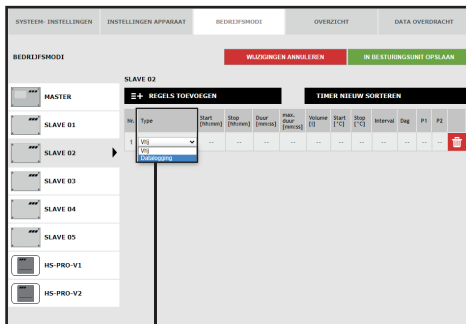 SYSTEEM- INSTELLINGEN INSTELLINGEN APPARAAT BEDRIJFSMODI OVERZICHT DATA OVERDRACHT
BEDRIJFSMODI WIJZIGINGEN ANNULEREN IN BESTURINGSUNIT OPSLAAN
SLAVE 02
REGELS TOEVOEGEN TIMER NIEUW SORTEREN
Nr. Type Start [hh:mm] Stop [hh:mm] Duur [mm:ss] max. duur [mm:ss] Volume [l] Start [°C] Stop [°C] Interval Dag P1 P2
1 Vrij -- -- -- -- -- -- -- -- -- -- --
Vrij
Datalogging
MASTER
SLAVE 01
SLAVE 02
SLAVE 03
SLAVE 04
SLAVE 05
HS-PRO-V1
HS-PRO-V2